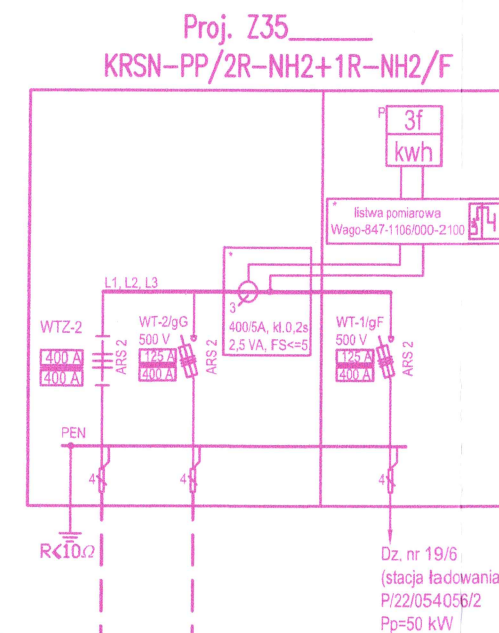 Proj. Z35______
KRSN-PP/2R-NH2+1R-NH2/F
P
3f
kwh
*
listwa pomiarowa
Wago-847-1106/000-2100
4
L1, L2, L3
*
3
400/5A, kl.0,2s
2,5 VA, FS<=5
WTZ-2
400 A
400 A
ARS 2
WT-2/gG
500 V
125 A
400 A
ARS 2
WT-1/gF
500 V
125 A
400 A
ARS 2
PEN
4
4
4
R<10Ω
Dz. nr 19/6
(stacja ładowania
P/22/054056/2
Pp=50 kW